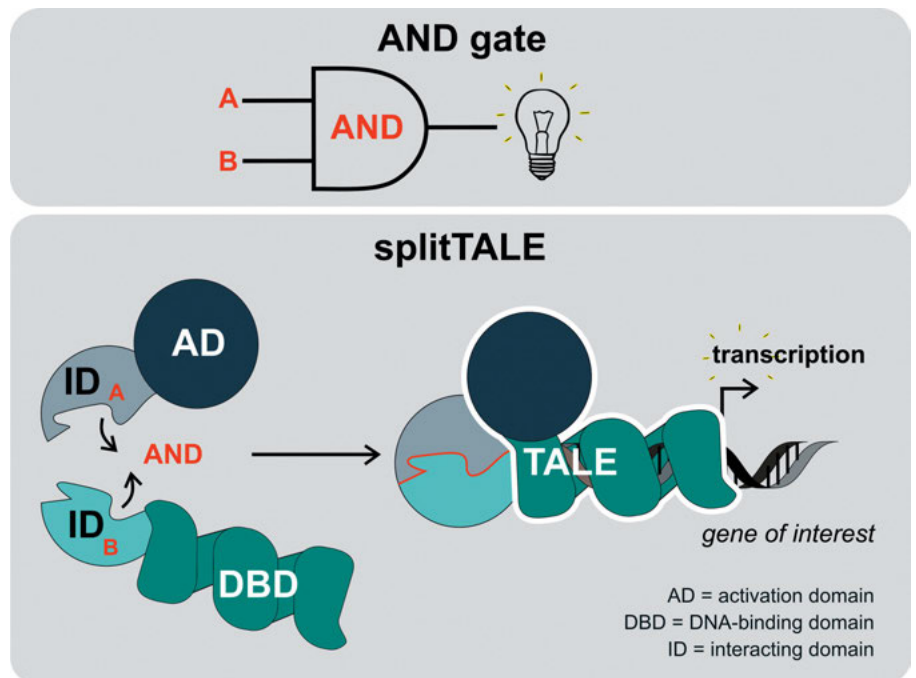 AND gate
A
AND
B
splitTALE
AD
ID A
AND
ID B
DBD
TALE
transcription
gene of interest
AD = activation domain
DBD = DNA-binding domain
ID = interacting domain